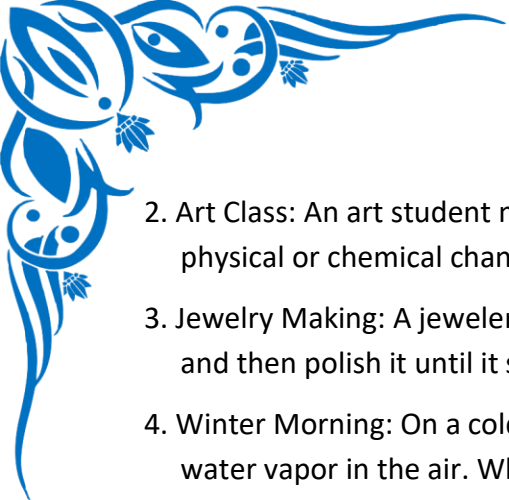 2. Art Class: An art student
physical or chemical chan
3. Jewelry Making: A jeweler
and then polish it until it
4. Winter Morning: On a cold
water vapor in the air. Wh